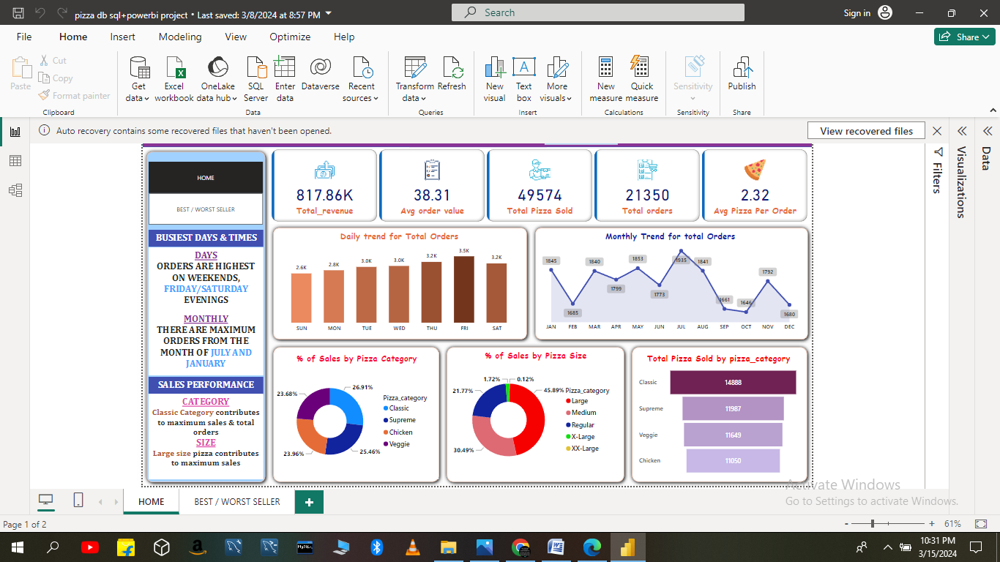 pizza db sql+powerbi project • Last saved: 3/8/2024 at 8:57 PM
Search
Sign in
File Home Insert Modeling View Optimize Help
Share
Paste
Cut
Copy
Format painter
Clipboard
Get data
Excel workbook
OneLake data hub
SQL Server
Enter data
Dataverse
Recent sources
Data
Transform data
Refresh
Queries
New visual
Text box
More visuals
Insert
New measure
Quick measure
Calculations
Sensitivity
Sensitivity
Publish
Share
Auto recovery contains some recovered files that haven't been opened.
View recovered files
Filters
Visualizations
Data
HOME
BEST / WORST SELLER
BUSIEST DAYS & TIMES
DAYS
ORDERS ARE HIGHEST
ON WEEKENDS,
FRIDAY/SATURDAY
EVENINGS
MONTHLY
THERE ARE MAXIMUM
ORDERS FROM THE
MONTH OF JULY AND
JANUARY
SALES PERFORMANCE
CATEGORY
Classic Category contributes
to maximum sales & total
orders
SIZE
Large size pizza contributes
to maximum sales
817.86K
Total_revenue
38.31
Avg order value
49574
Total Pizza Sold
21350
Total orders
2.32
Avg Pizza Per Order
Daily trend for Total Orders
2.6K 2.8K 3.0K 3.0K 3.2K 3.5K 3.2K
SUN MON TUE WED THU FRI SAT
Monthly Trend for total Orders
1845 1685 1840 1799 1853 1773 1935 1841 1661 1646 1792 1680
JAN FEB MAR APR MAY JUN JUL AUG SEP OCT NOV DEC
% of Sales by Pizza Category
26.91%
25.46%
23.96%
23.68%
Pizza_category
Classic
Supreme
Chicken
Veggie
% of Sales by Pizza Size
1.72% 0.12%
21.77%
45.89%
30.49%
Pizza_category
Large
Medium
Regular
X-Large
XX-Large
Total Pizza Sold by pizza_category
Classic 14888
Supreme 11987
Veggie 11649
Chicken 11050
Activate Windows
Go to Settings to activate Windows.
HOME
BEST / WORST SELLER
+
Page 1 of 2
- + 61%
MySQL
10:31 PM
3/15/2024